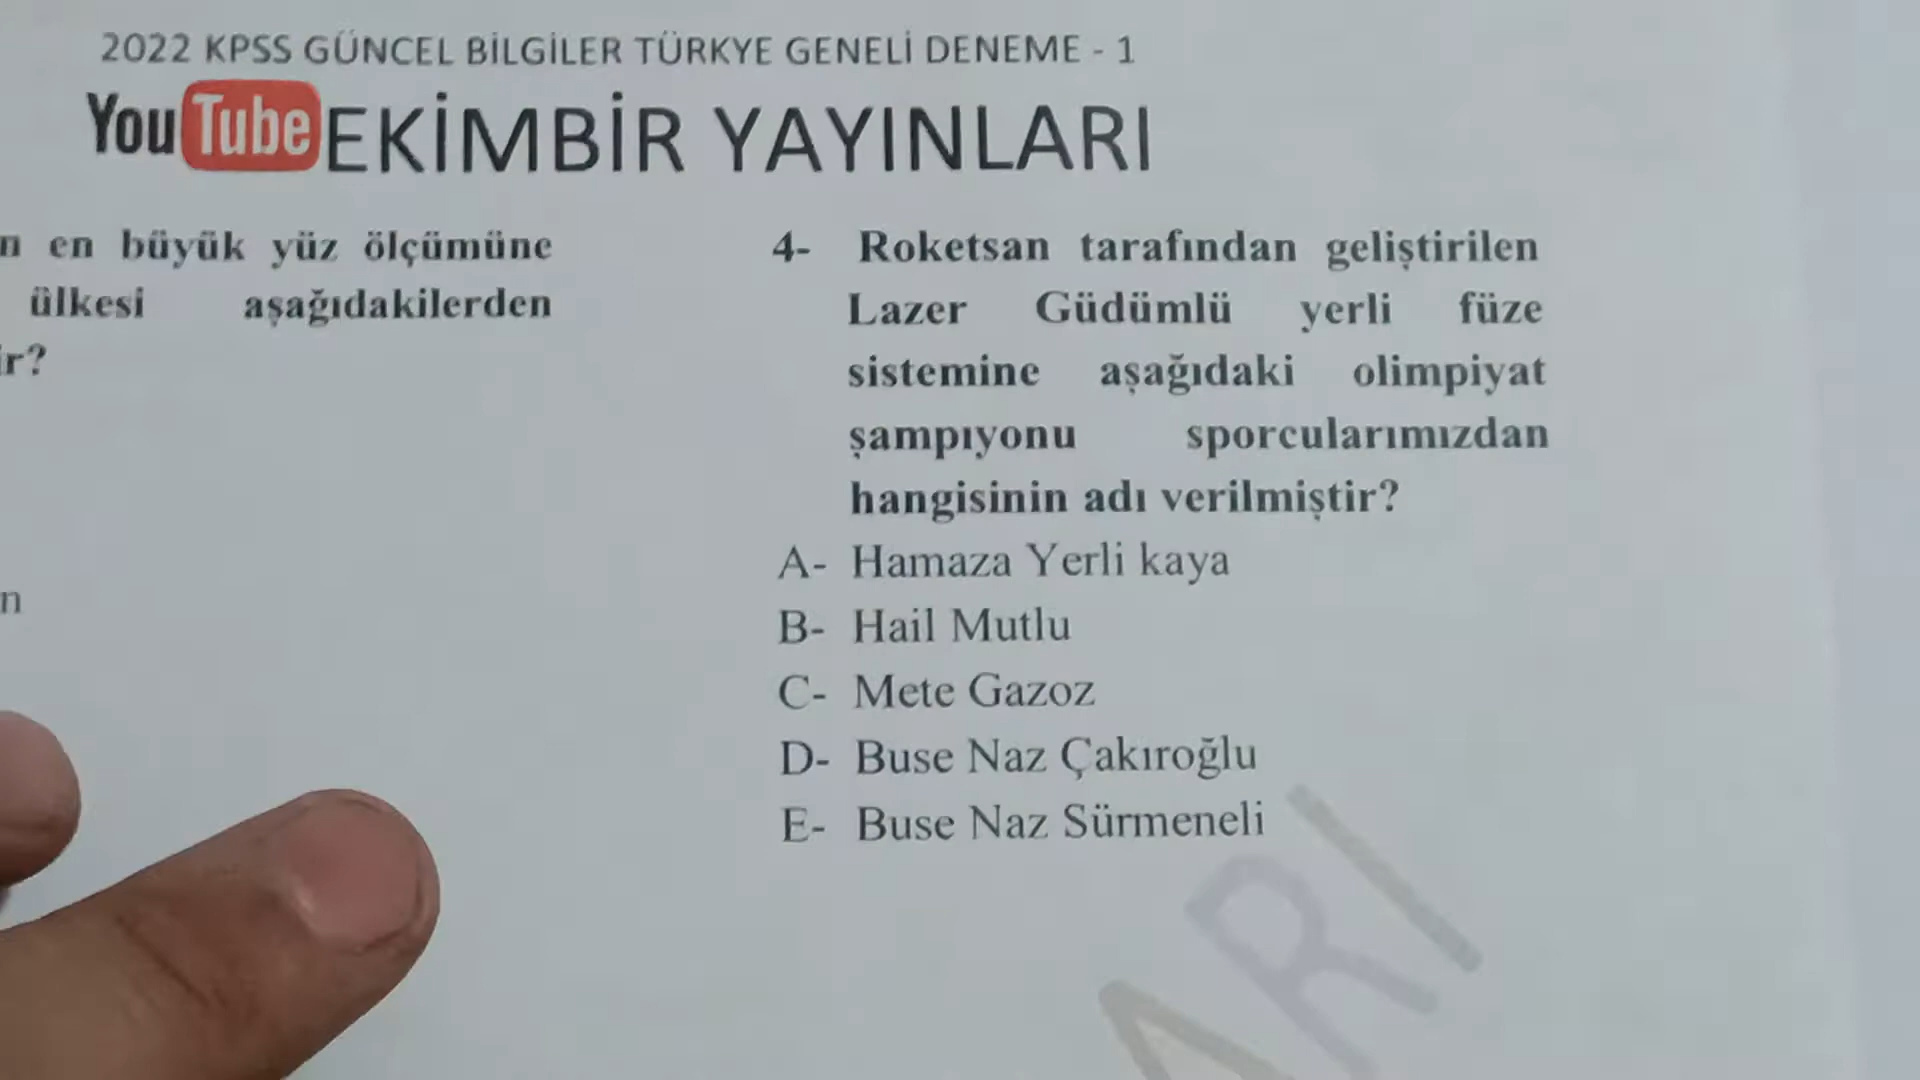 2022 KPSS GÜNCEL BİLGİLER TÜRKYE GENELİ DENEME - 1
YouTube EKİMBİR YAYINLARI
en büyük yüz ölçümüne
ülkesi aşağıdakilerden
ir?
n
4- Roketsan tarafından geliştirilen
Lazer Güdümlü yerli füze
sistemine aşağıdaki olimpiyat
şampıyonu sporcularımızdan
hangisinin adı verilmiştir?
A- Hamaza Yerli kaya
B- Hail Mutlu
C- Mete Gazoz
D- Buse Naz Çakıroğlu
E- Buse Naz Sürmeneli
ARI